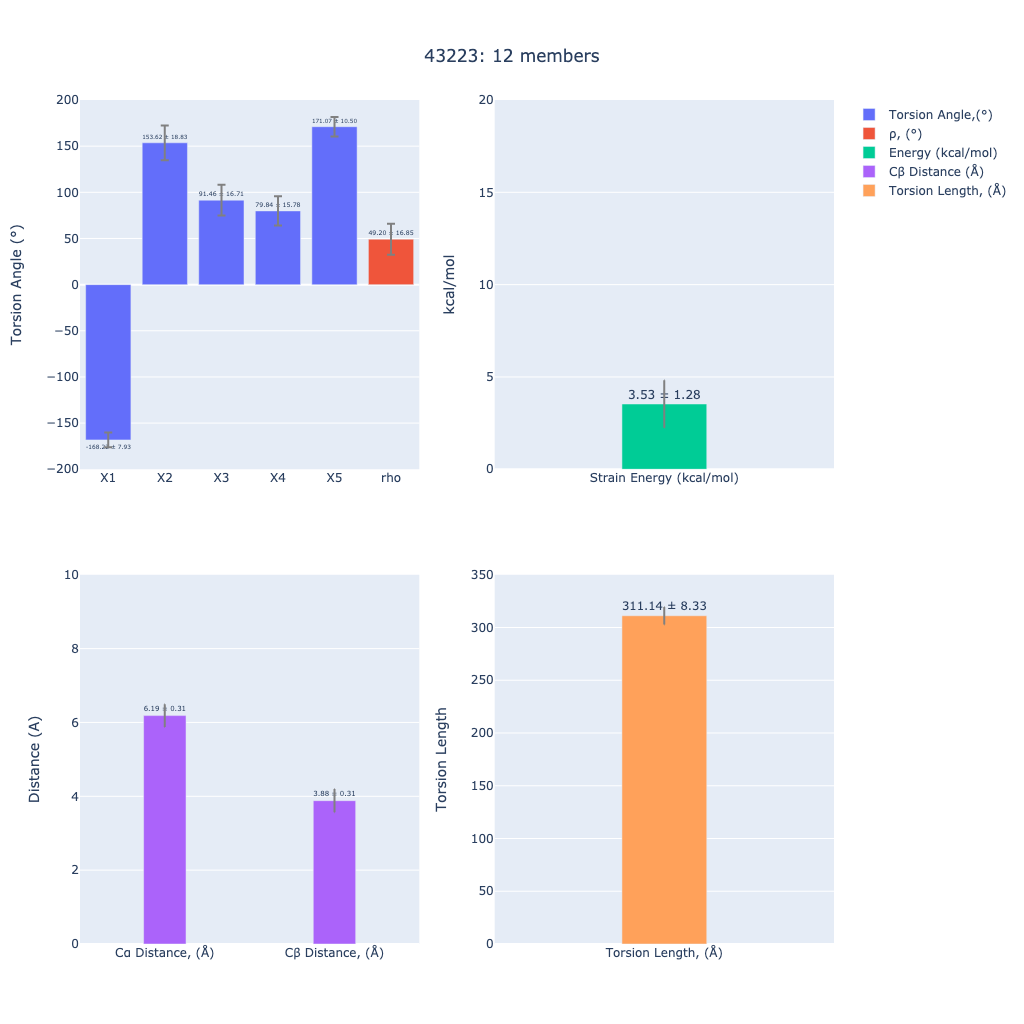 43223: 12 members
Torsion Angle (°)
200
150
100
50
0
−50
−100
−150
−200
153.62 ± 18.83
91.46 ± 16.71
79.84 ± 15.78
171.07 ± 10.50
49.20 ± 16.85
X1
X2
X3
X4
X5
rho
kcal/mol
20
15
10
5
0
3.53 ± 1.28
Strain Energy (kcal/mol)
Torsion Angle,(°)
ρ, (°)
Energy (kcal/mol)
Cβ Distance (Å)
Torsion Length, (Å)
Distance (A)
10
8
6
4
2
0
6.19 ± 0.31
3.88 ± 0.31
Cα Distance, (Å)
Cβ Distance, (Å)
Torsion Length
350
300
250
200
150
100
50
0
311.14 ± 8.33
Torsion Length, (Å)